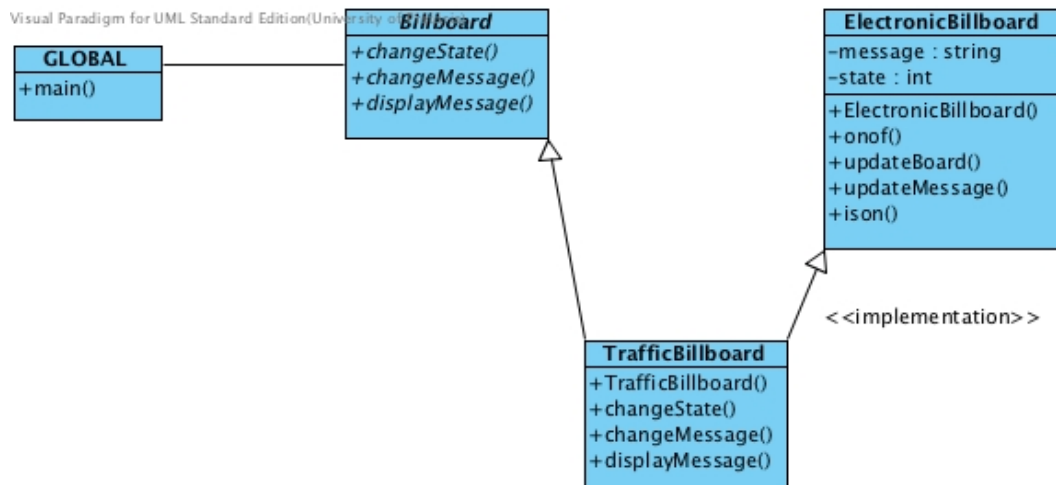 Visual Paradigm for UML Standard Edition(University
GLOBAL
+main()
Billboard
+changeState()
+changeMessage()
+displayMessage()
ElectronicBillboard
-message : string
-state : int
+ElectronicBillboard()
+onof()
+updateBoard()
+updateMessage()
+ison()
<<implementation>>
TrafficBillboard
+TrafficBillboard()
+changeState()
+changeMessage()
+displayMessage()